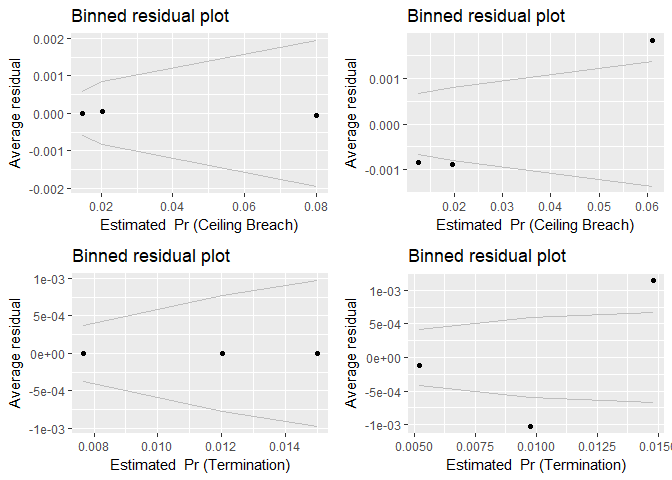 Binned residual plot
0.002
0.001
0.000
-0.001
-0.002
Average residual
0.02
0.04
0.06
0.08
Estimated Pr (Ceiling Breach)
Binned residual plot
0.001
0.000
-0.001
Average residual
0.01
0.02
0.03
0.04
0.05
0.06
Estimated Pr (Ceiling Breach)
Binned residual plot
1e-03
5e-04
0e+00
-5e-04
-1e-03
Average residual
0.008
0.010
0.012
0.014
Estimated Pr (Termination)
Binned residual plot
1e-03
5e-04
0e+00
-5e-04
-1e-03
Average residual
0.0050
0.0075
0.0100
0.0125
0.0150
Estimated Pr (Termination)